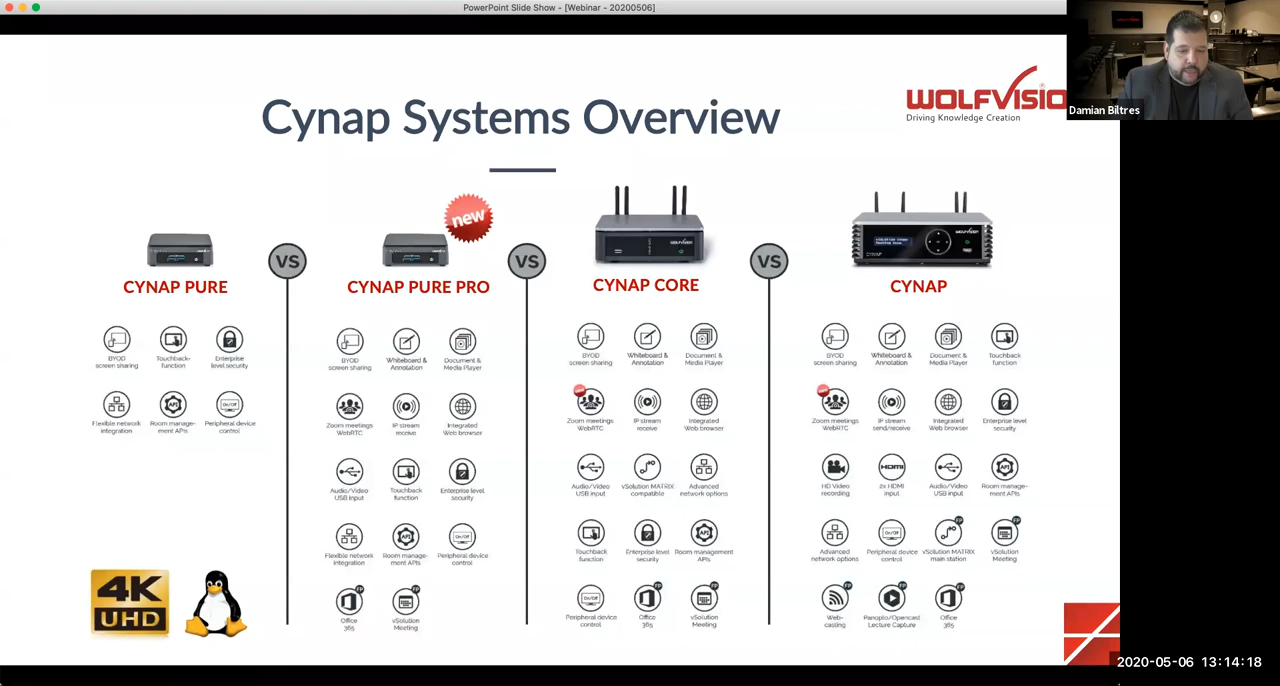 PowerPoint Slide Show - [Webinar - 20200506]
Damian Biltres
Cynap Systems Overview
WOLFVISIO
Driving Knowledge Creation
new
VS
VS
VS
CYNAP PURE
CYNAP PURE PRO
CYNAP CORE
CYNAP
BYOD
screen sharing
Touchback-
function
Enterprise
level security
Flexible network
integration
Room manage-
ment APIs
Peripheral device
control
BYOD
screen sharing
Whiteboard &
Annotation
Document &
Media Player
Zoom meetings
WebRTC
IP stream
receive
Integrated
Web browser
Audio/Video
USB Input
Touchback
function
Enterprise level
security
Flexible network
integration
Room manage-
ment APIs
Peripheral device
control
Office
365
vSolution
Meeting
BYOD
screen sharing
Whiteboard &
Annotation
Document &
Media Player
Zoom meetings
WebRTC
IP stream
receive
Integrated
Web browser
Audio/Video
USB input
vSolution MATRIX
compatible
Advanced
network options
Touchback
function
Enterprise level
security
Room management
APIs
Peripheral device
control
Office
365
vSolution
Meeting
BYOD
screen sharing
Whiteboard &
Annotation
Document &
Media Player
Touchback
function
Zoom meetings
WebRTC
IP stream
send/receive
Integrated
Web browser
Enterprise level
security
HD Video
recording
HDMI
2x HDMI
input
Audio/Video
USB input
Room manage-
ment APIs
Advanced
network options
Peripheral device
control
vSolution MATRIX
main station
vSolution
Meeting
Web-
casting
Panopto/Opencast
Lecture Capture
Office
365
4K
UHD
2020-05-06 13:14:18